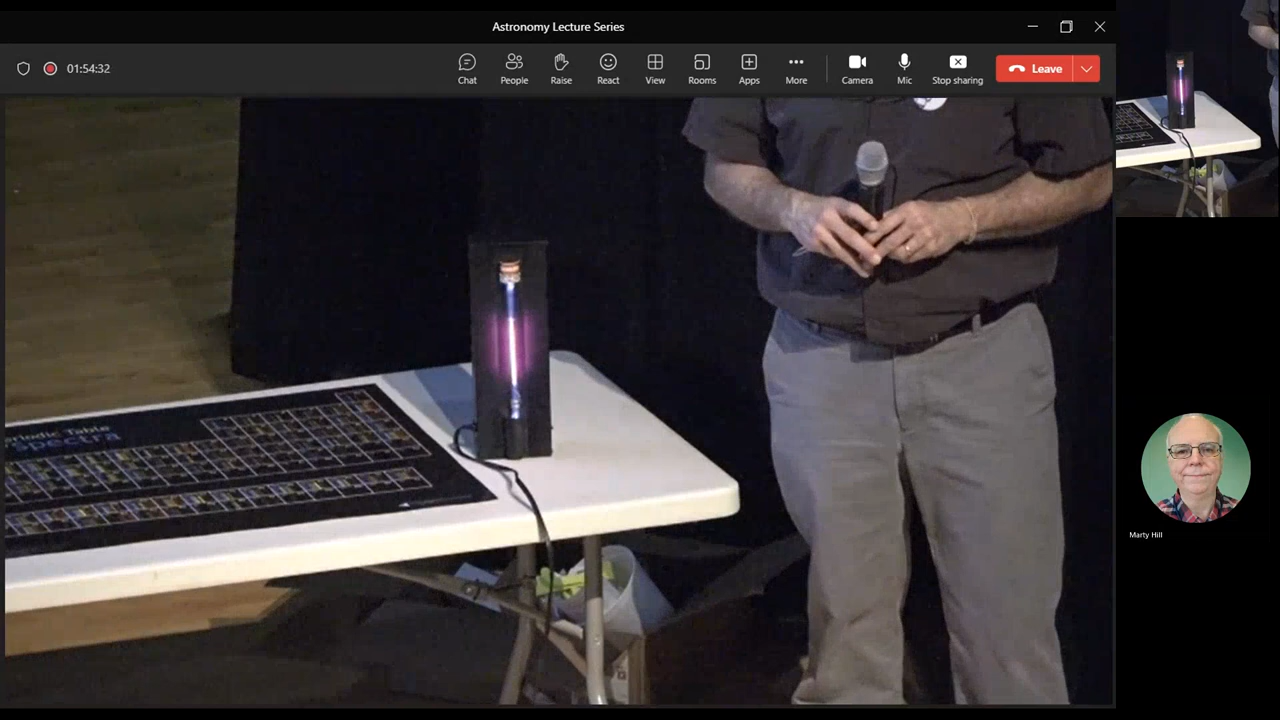 Astronomy Lecture Series
01:54:32
Chat
People
Raise
React
View
Rooms
Apps
More
Camera
Mic
Stop sharing
Leave
Table
spectra
Marty Hill